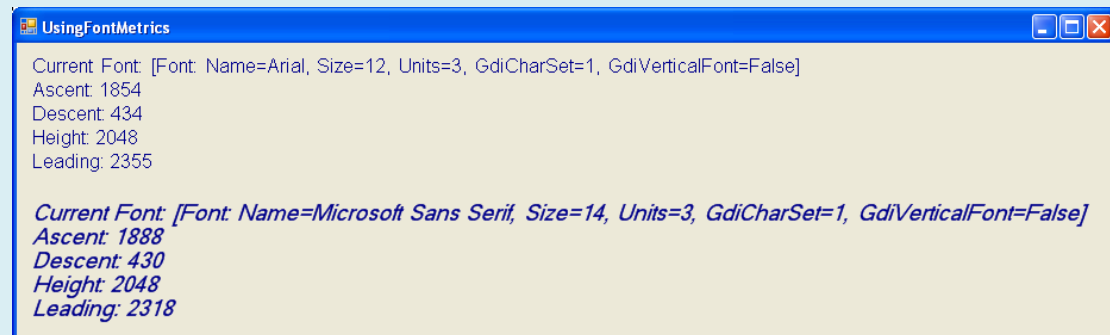 UsingFontMetrics
Current Font: [Font: Name=Arial, Size=12, Units=3, GdiCharSet=1, GdiVerticalFont=False]
Ascent: 1854
Descent: 434
Height: 2048
Leading: 2355
Current Font: [Font: Name=Microsoft Sans Serif, Size=14, Units=3, GdiCharSet=1, GdiVerticalFont=False]
Ascent: 1888
Descent: 430
Height: 2048
Leading: 2318